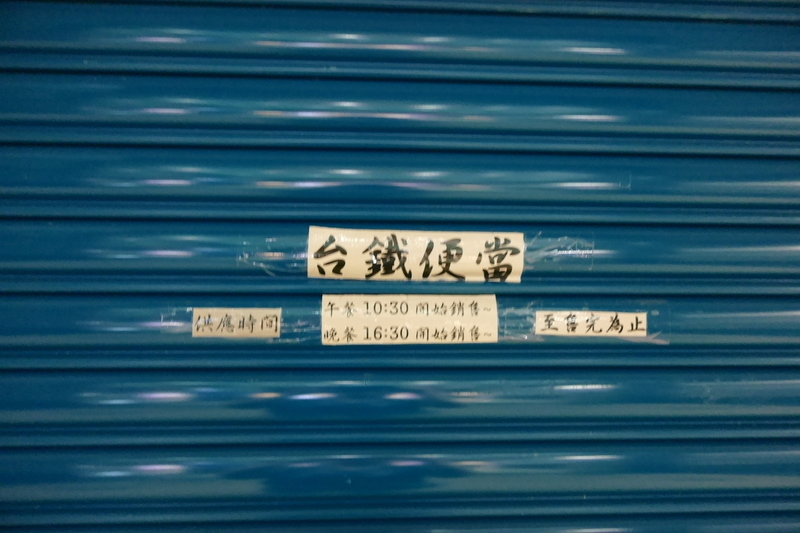 台鐵便當
供應時間
午餐 10:30 開始銷售~
晚餐 16:30 開始銷售~
至售完為止